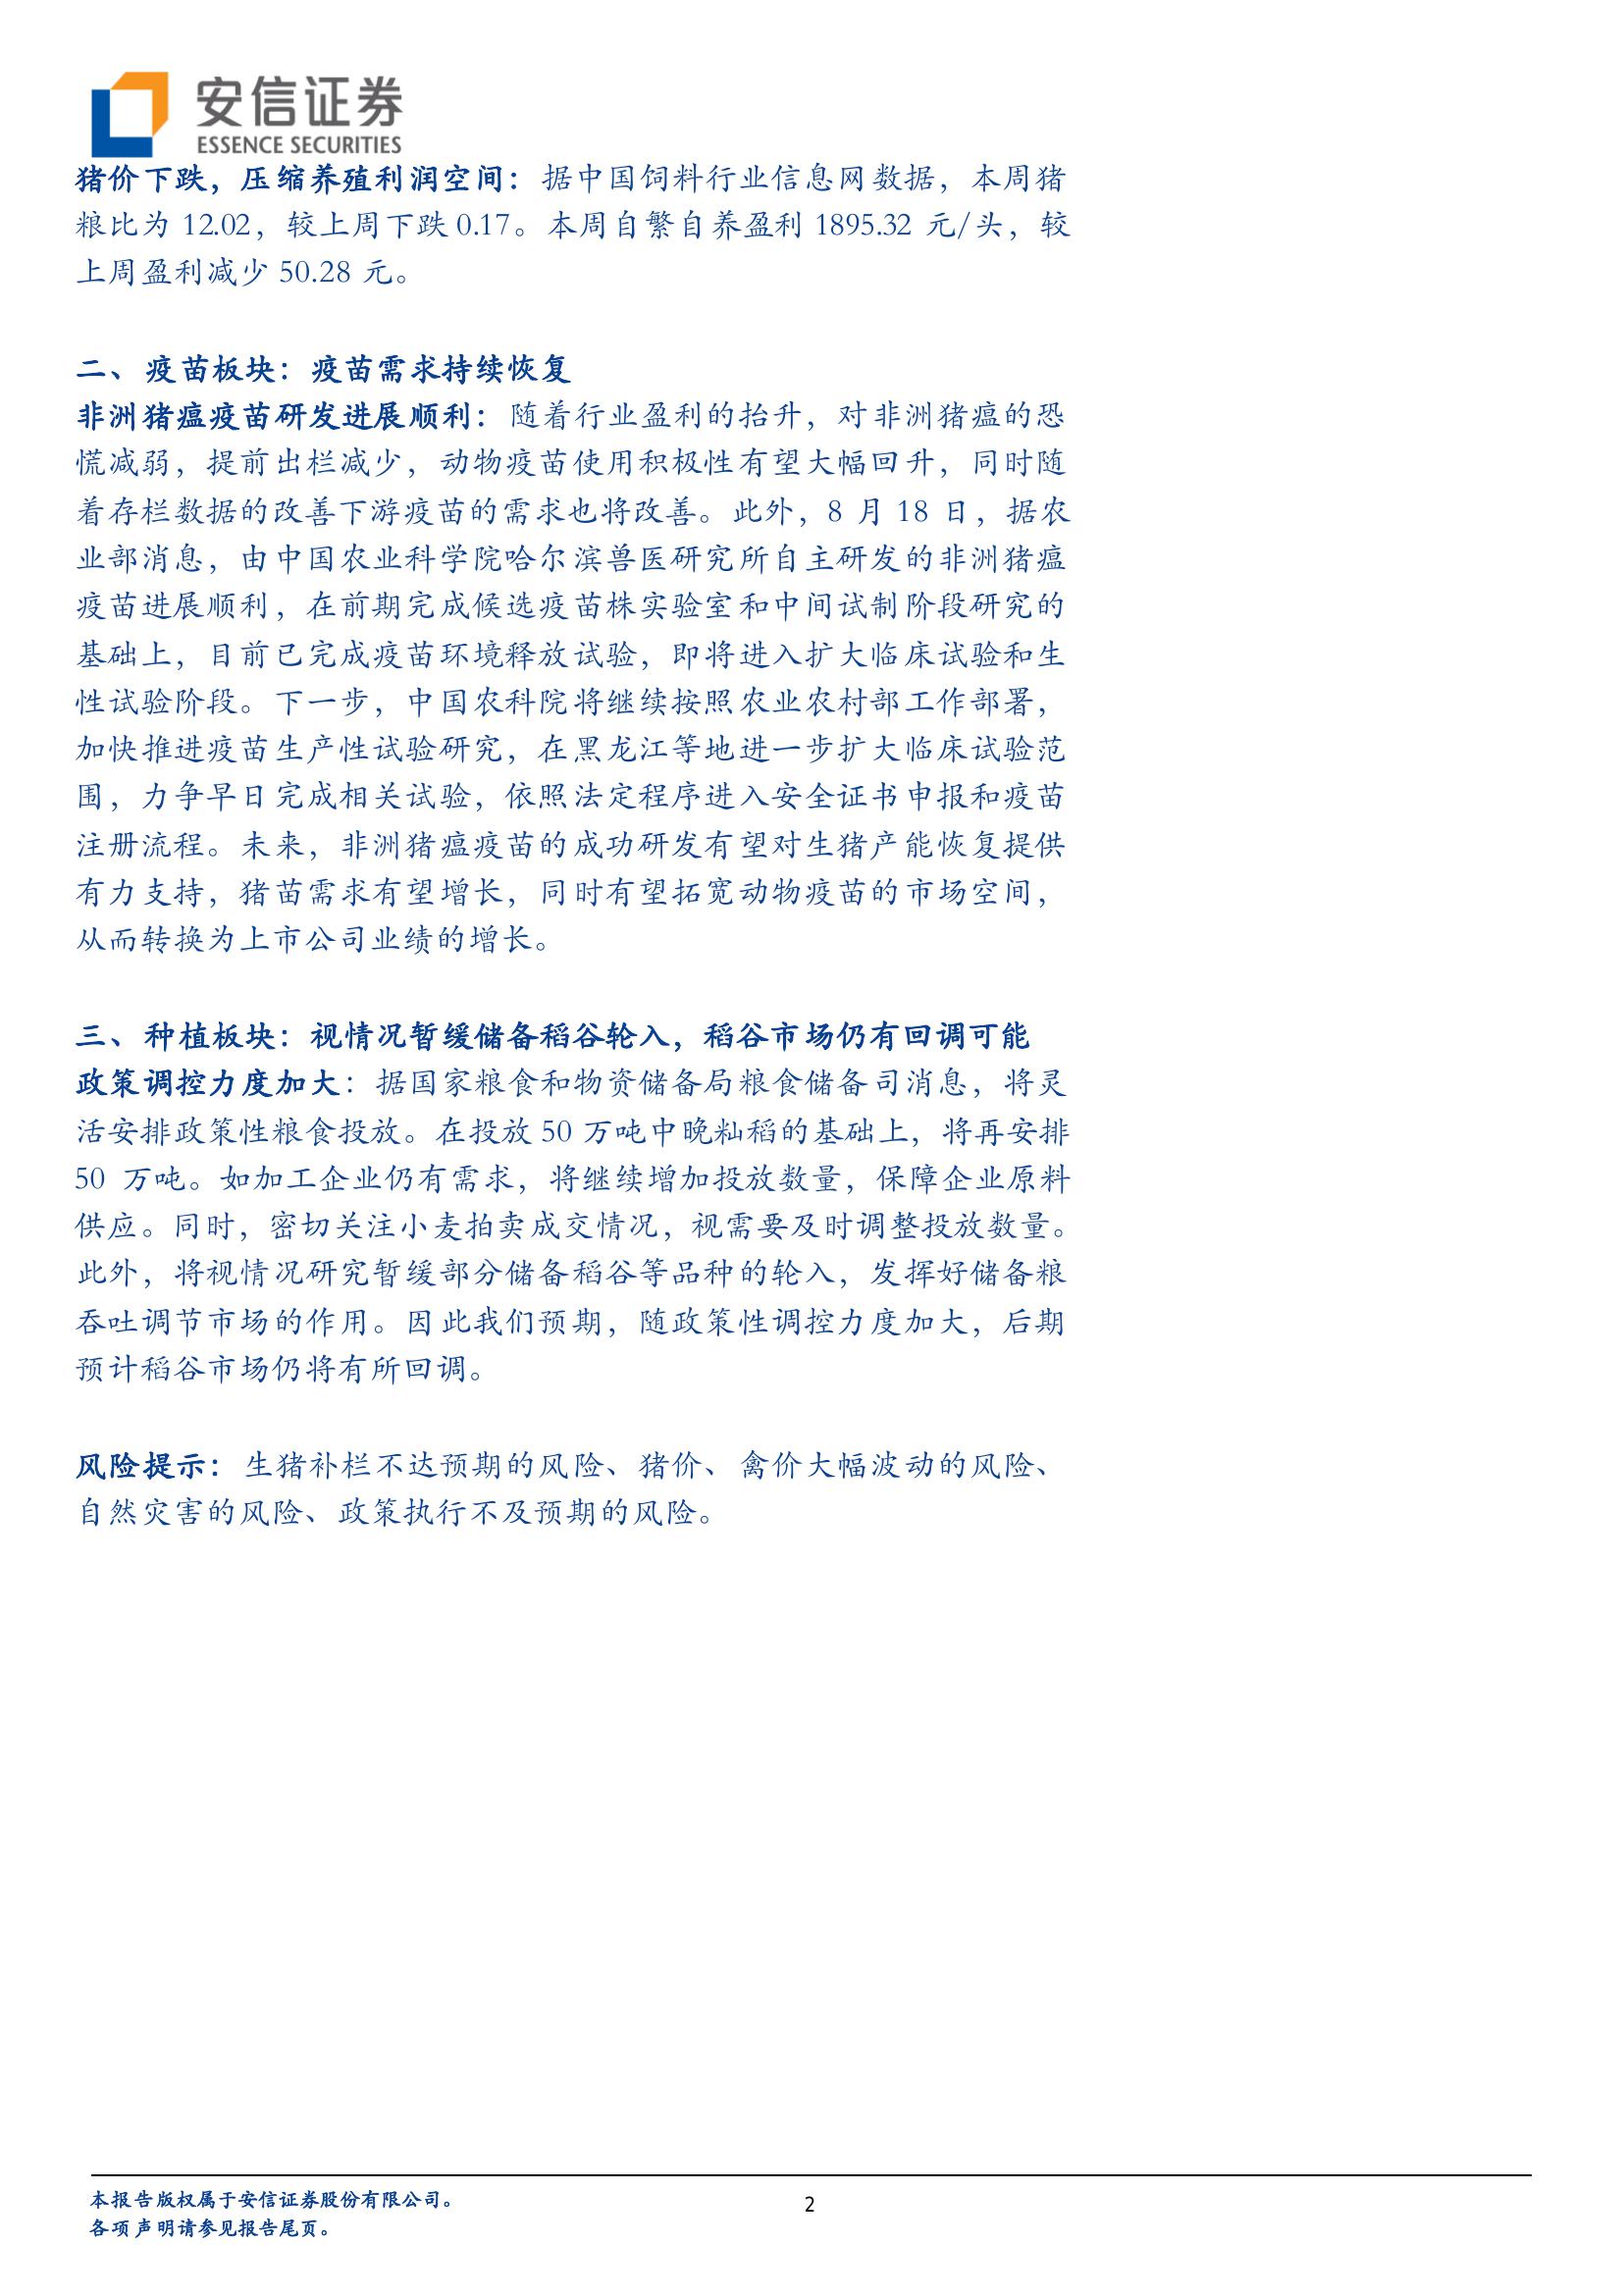 安信证券
ESSENCE SECURITIES
猪价下跌，压缩养殖利润空间：据中国饲料行业信息网数据，本周猪
粮比为 12.02，较上周下跌 0.17。本周自繁自养盈利 1895.32 元/头，较
上周盈利减少 50.28 元。
二、疫苗板块：疫苗需求持续恢复
非洲猪瘟疫苗研发进展顺利：随着行业盈利的抬升，对非洲猪瘟的恐
慌减弱，提前出栏减少，动物疫苗使用积极性有望大幅回升，同时随
着存栏数据的改善下游疫苗的需求也将改善。此外，8 月 18 日，据农
业部消息，由中国农业科学院哈尔滨兽医研究所自主研发的非洲猪瘟
疫苗进展顺利，在前期完成候选疫苗株实验室和中间试制阶段研究的
基础上，目前已完成疫苗环境释放试验，即将进入扩大临床试验和生
性试验阶段。下一步，中国农科院将继续按照农业农村部工作部署，
加快推进疫苗生产性试验研究，在黑龙江等地进一步扩大临床试验范
围，力争早日完成相关试验，依照法定程序进入安全证书申报和疫苗
注册流程。未来，非洲猪瘟疫苗的成功研发有望对生猪产能恢复提供
有力支持，猪苗需求有望增长，同时有望拓宽动物疫苗的市场空间，
从而转换为上市公司业绩的增长。
三、种植板块：视情况暂缓储备稻谷轮入，稻谷市场仍有回调可能
政策调控力度加大：据国家粮食和物资储备局粮食储备司消息，将灵
活安排政策性粮食投放。在投放 50 万吨中晚籼稻的基础上，将再安排
50 万吨。如加工企业仍有需求，将继续增加投放数量，保障企业原料
供应。同时，密切关注小麦拍卖成交情况，视需要及时调整投放数量。
此外，将视情况研究暂缓部分储备稻谷等品种的轮入，发挥好储备粮
吞吐调节市场的作用。因此我们预期，随政策性调控力度加大，后期
预计稻谷市场仍将有所回调。
风险提示：生猪补栏不达预期的风险、猪价、禽价大幅波动的风险、
自然灾害的风险、政策执行不及预期的风险。
本报告版权属于安信证券股份有限公司。
各项声明请参见报告尾页。
2